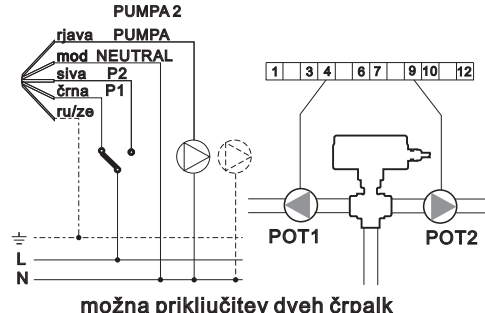 PUMPA 2
rjava PUMPA
mod NEUTRAL
siva P2
črna P1
ru/ze
L
N
1 3 4 6 7 9 10 12
POT1 POT2
možna priključitev dveh črpalk